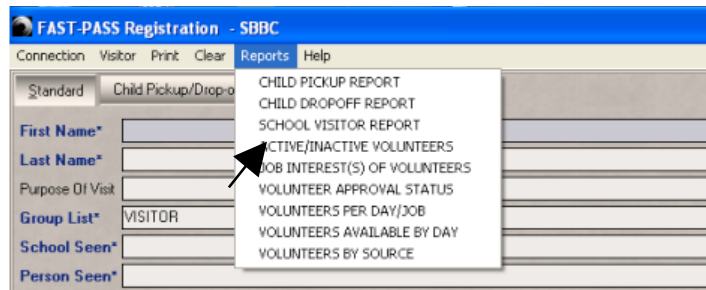 FAST-PASS Registration - SBBC
Connection Visitor Print Clear Reports Help
Standard Child Pickup/Drop-o
CHILD PICKUP REPORT
CHILD DROPOFF REPORT
SCHOOL VISITOR REPORT
ACTIVE/INACTIVE VOLUNTEERS
JOB INTEREST(S) OF VOLUNTEERS
VOLUNTEER APPROVAL STATUS
VOLUNTEERS PER DAY/JOB
VOLUNTEERS AVAILABLE BY DAY
VOLUNTEERS BY SOURCE
First Name*
Last Name*
Purpose Of Visit
Group List* VISITOR
School Seen*
Person Seen*